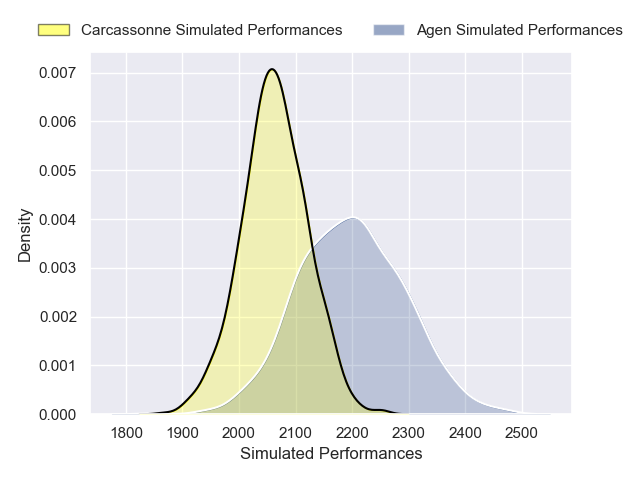 Carcassonne Simulated Performances Agen Simulated Performances
0.007
0.006
0.005
0.004
0.003
0.002
0.001
0.000
Density
1800 1900 2000 2100 2200 2300 2400 2500
Simulated Performances